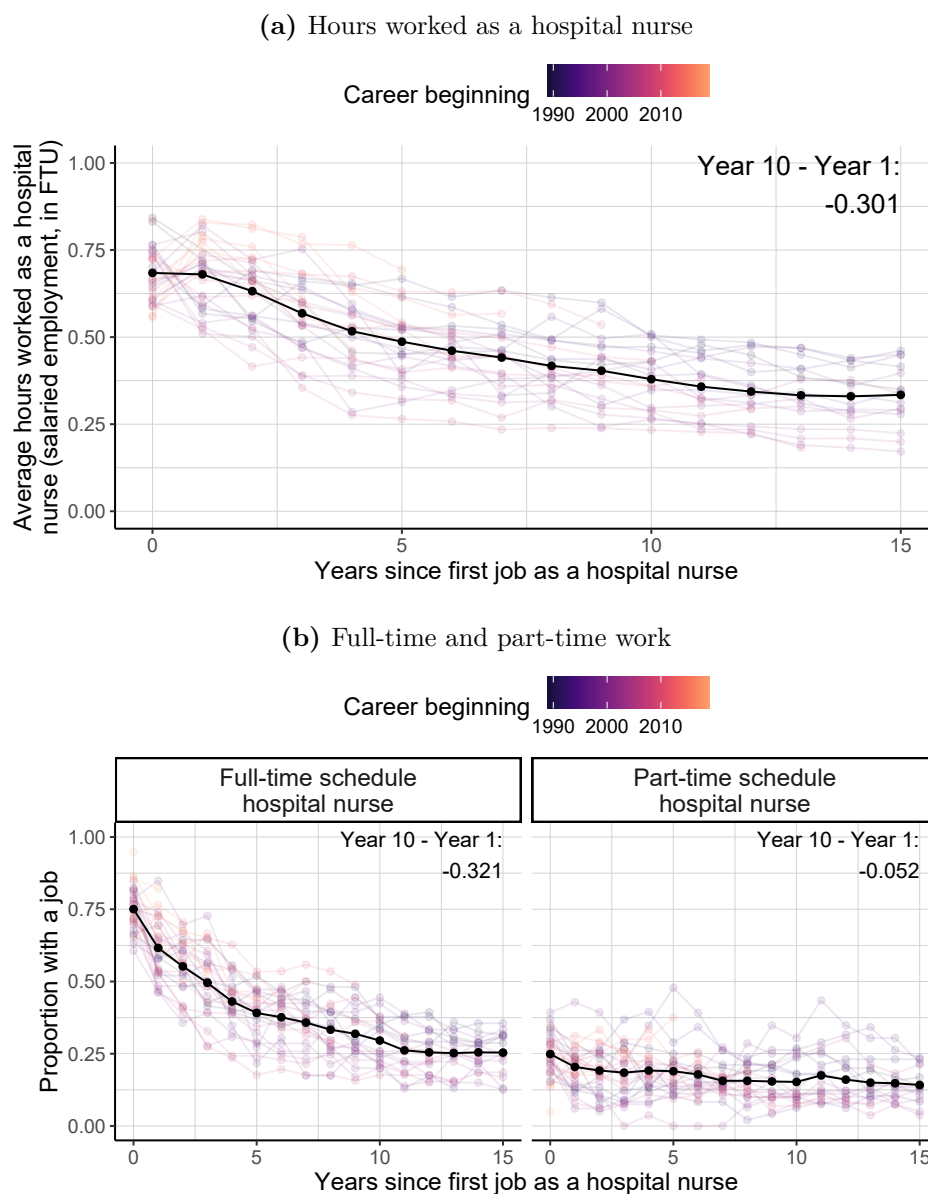 (a) Hours worked as a hospital nurse
Career beginning
1990 2000 2010
Average hours worked as a hospital
nurse (salaried employment, in FTU)
1.00
0.75
0.50
0.25
0.00
Year 10 - Year 1:
-0.301
0 5 10 15
Years since first job as a hospital nurse
(b) Full-time and part-time work
Career beginning
1990 2000 2010
Full-time schedule
hospital nurse
Part-time schedule
hospital nurse
Proportion with a job
1.00
0.75
0.50
0.25
0.00
Year 10 - Year 1:
-0.321
Year 10 - Year 1:
-0.052
0 5 10 15
0 5 10 15
Years since first job as a hospital nurse